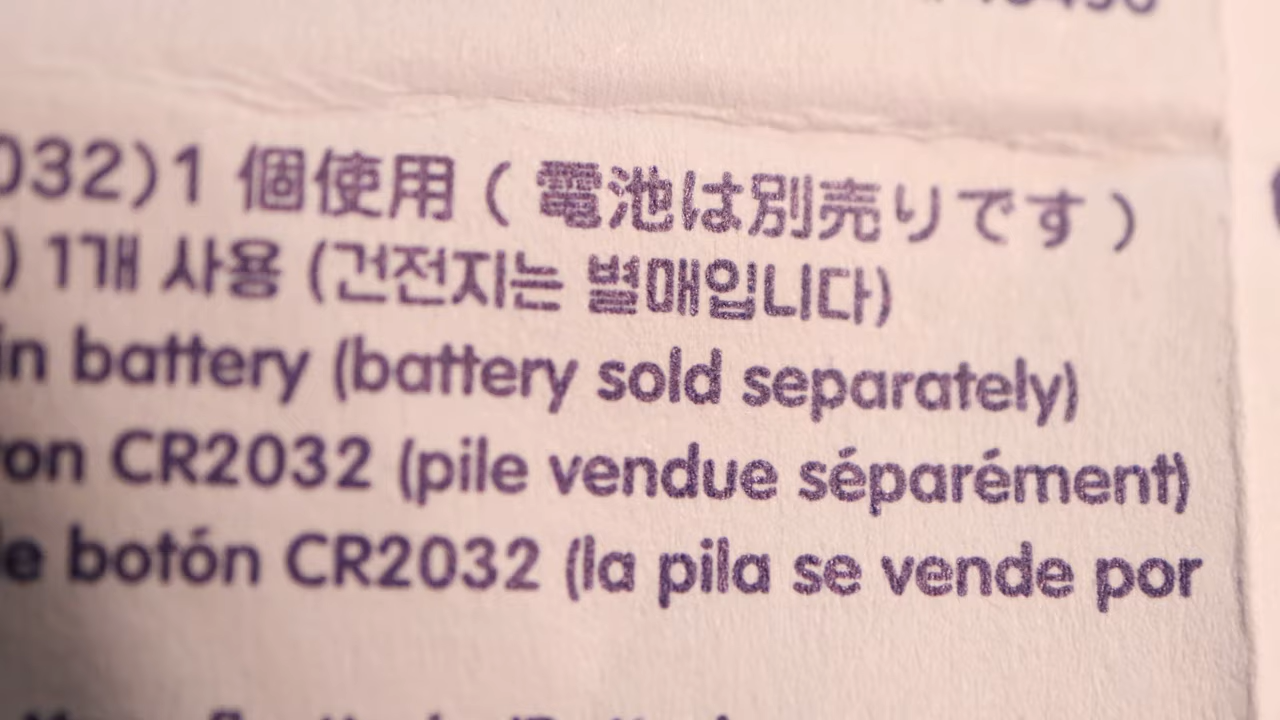 032)1 個使用 ( 電池は別売りです )
) 1개 사용 (건전지는 별매입니다)
in battery (battery sold separately)
on CR2032 (pile vendue séparément)
e botón CR2032 (la pila se vende por